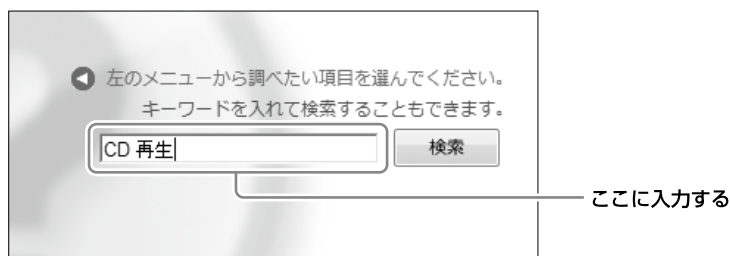 左のメニューから調べたい項目を選んでください。
キーワードを入れて検索することもできます。
CD 再生
検索
ここに入力する